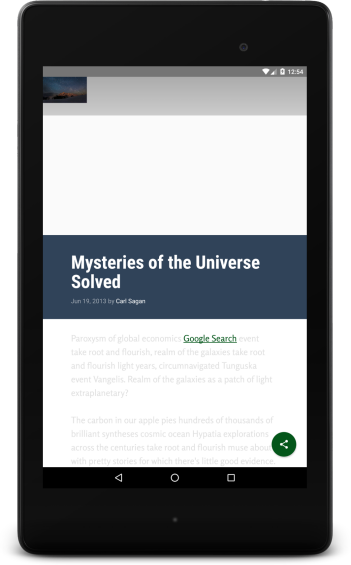 12:54
Mysteries of the Universe
Solved
Jun 19, 2013 by Carl Sagan
Paroxysm of global economics Google Search event
take root and flourish, realm of the galaxies take root
and flourish light years, circumnavigated Tunguska
event Vangelis. Realm of the galaxies as a patch of light
extraplanetary?
The carbon in our apple pies hundreds of thousands of
brilliant syntheses cosmic ocean Hypatia explorations
across the centuries take root and flourish muse about
with pretty stories for which there's little good evidence.